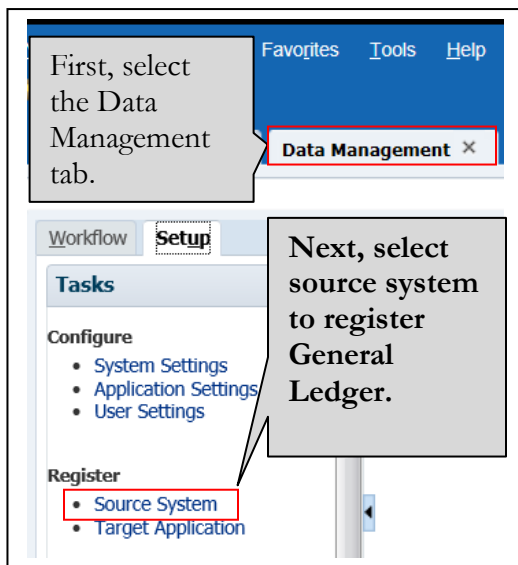 Favorites Tools Help
First, select
the Data
Management
tab.
Data Management ×
Workflow Setup
Tasks
Next, select
source system
to register
General
Ledger.
Configure
• System Settings
• Application Settings
• User Settings
Register
• Source System
• Target Application